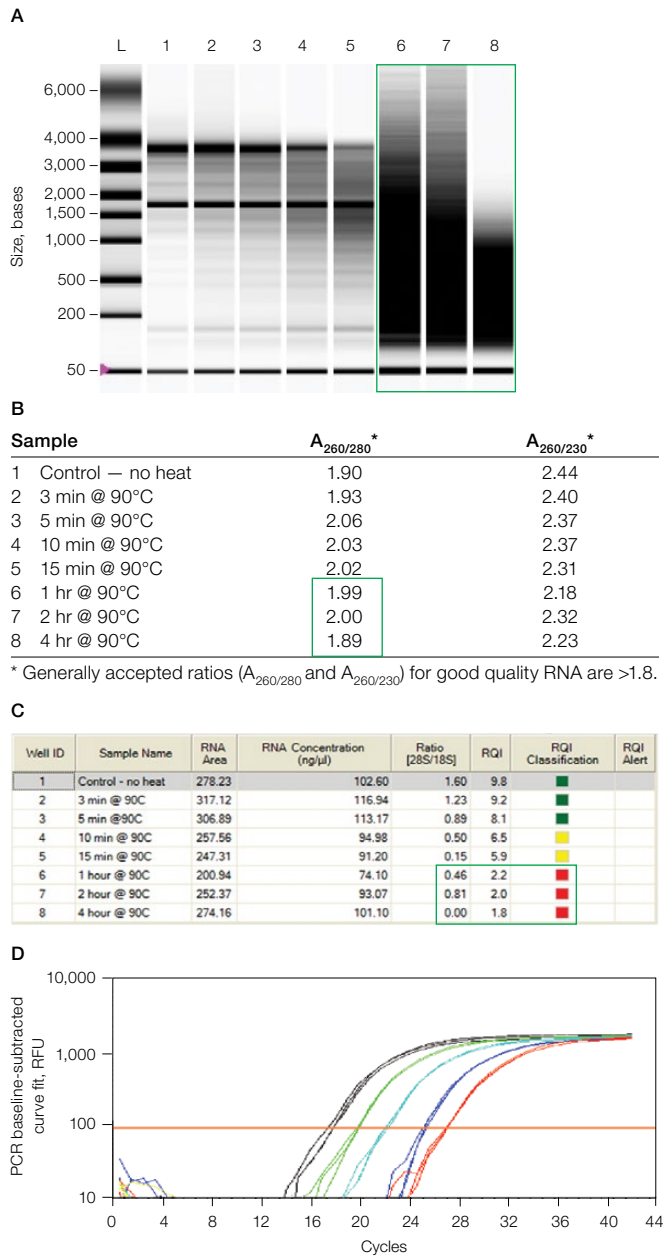 A
L 1 2 3 4 5 6 7 8
Size, bases
6,000
4,000
3,000
2,000
1,500
1,000
500
200
50
B
Sample A260/280* A260/230*
1 Control — no heat 1.90 2.44
2 3 min @ 90°C 1.93 2.40
3 5 min @ 90°C 2.06 2.37
4 10 min @ 90°C 2.03 2.37
5 15 min @ 90°C 2.02 2.31
6 1 hr @ 90°C 1.99 2.18
7 2 hr @ 90°C 2.00 2.32
8 4 hr @ 90°C 1.89 2.23
* Generally accepted ratios (A260/280 and A260/230) for good quality RNA are >1.8.
C
Well ID Sample Name RNA Area RNA Concentration (ng/µl) Ratio [28S/18S] RQI RQI Classification RQI Alert
1 Control - no heat 278.23 102.60 1.60 9.8
2 3 min @ 90C 317.12 116.94 1.23 9.2
3 5 min @90C 306.89 113.17 0.89 8.1
4 10 min @ 90C 257.56 94.98 0.50 6.5
5 15 min @ 90C 247.31 91.20 0.15 5.9
6 1 hour @ 90C 200.94 74.10 0.46 2.2
7 2 hour @ 90C 252.37 93.07 0.81 2.0
8 4 hour @ 90C 274.16 101.10 0.00 1.8
D
PCR baseline-subtracted
curve fit, RFU
10,000
1,000
100
10
0 4 8 12 16 20 24 28 32 36 40 44
Cycles